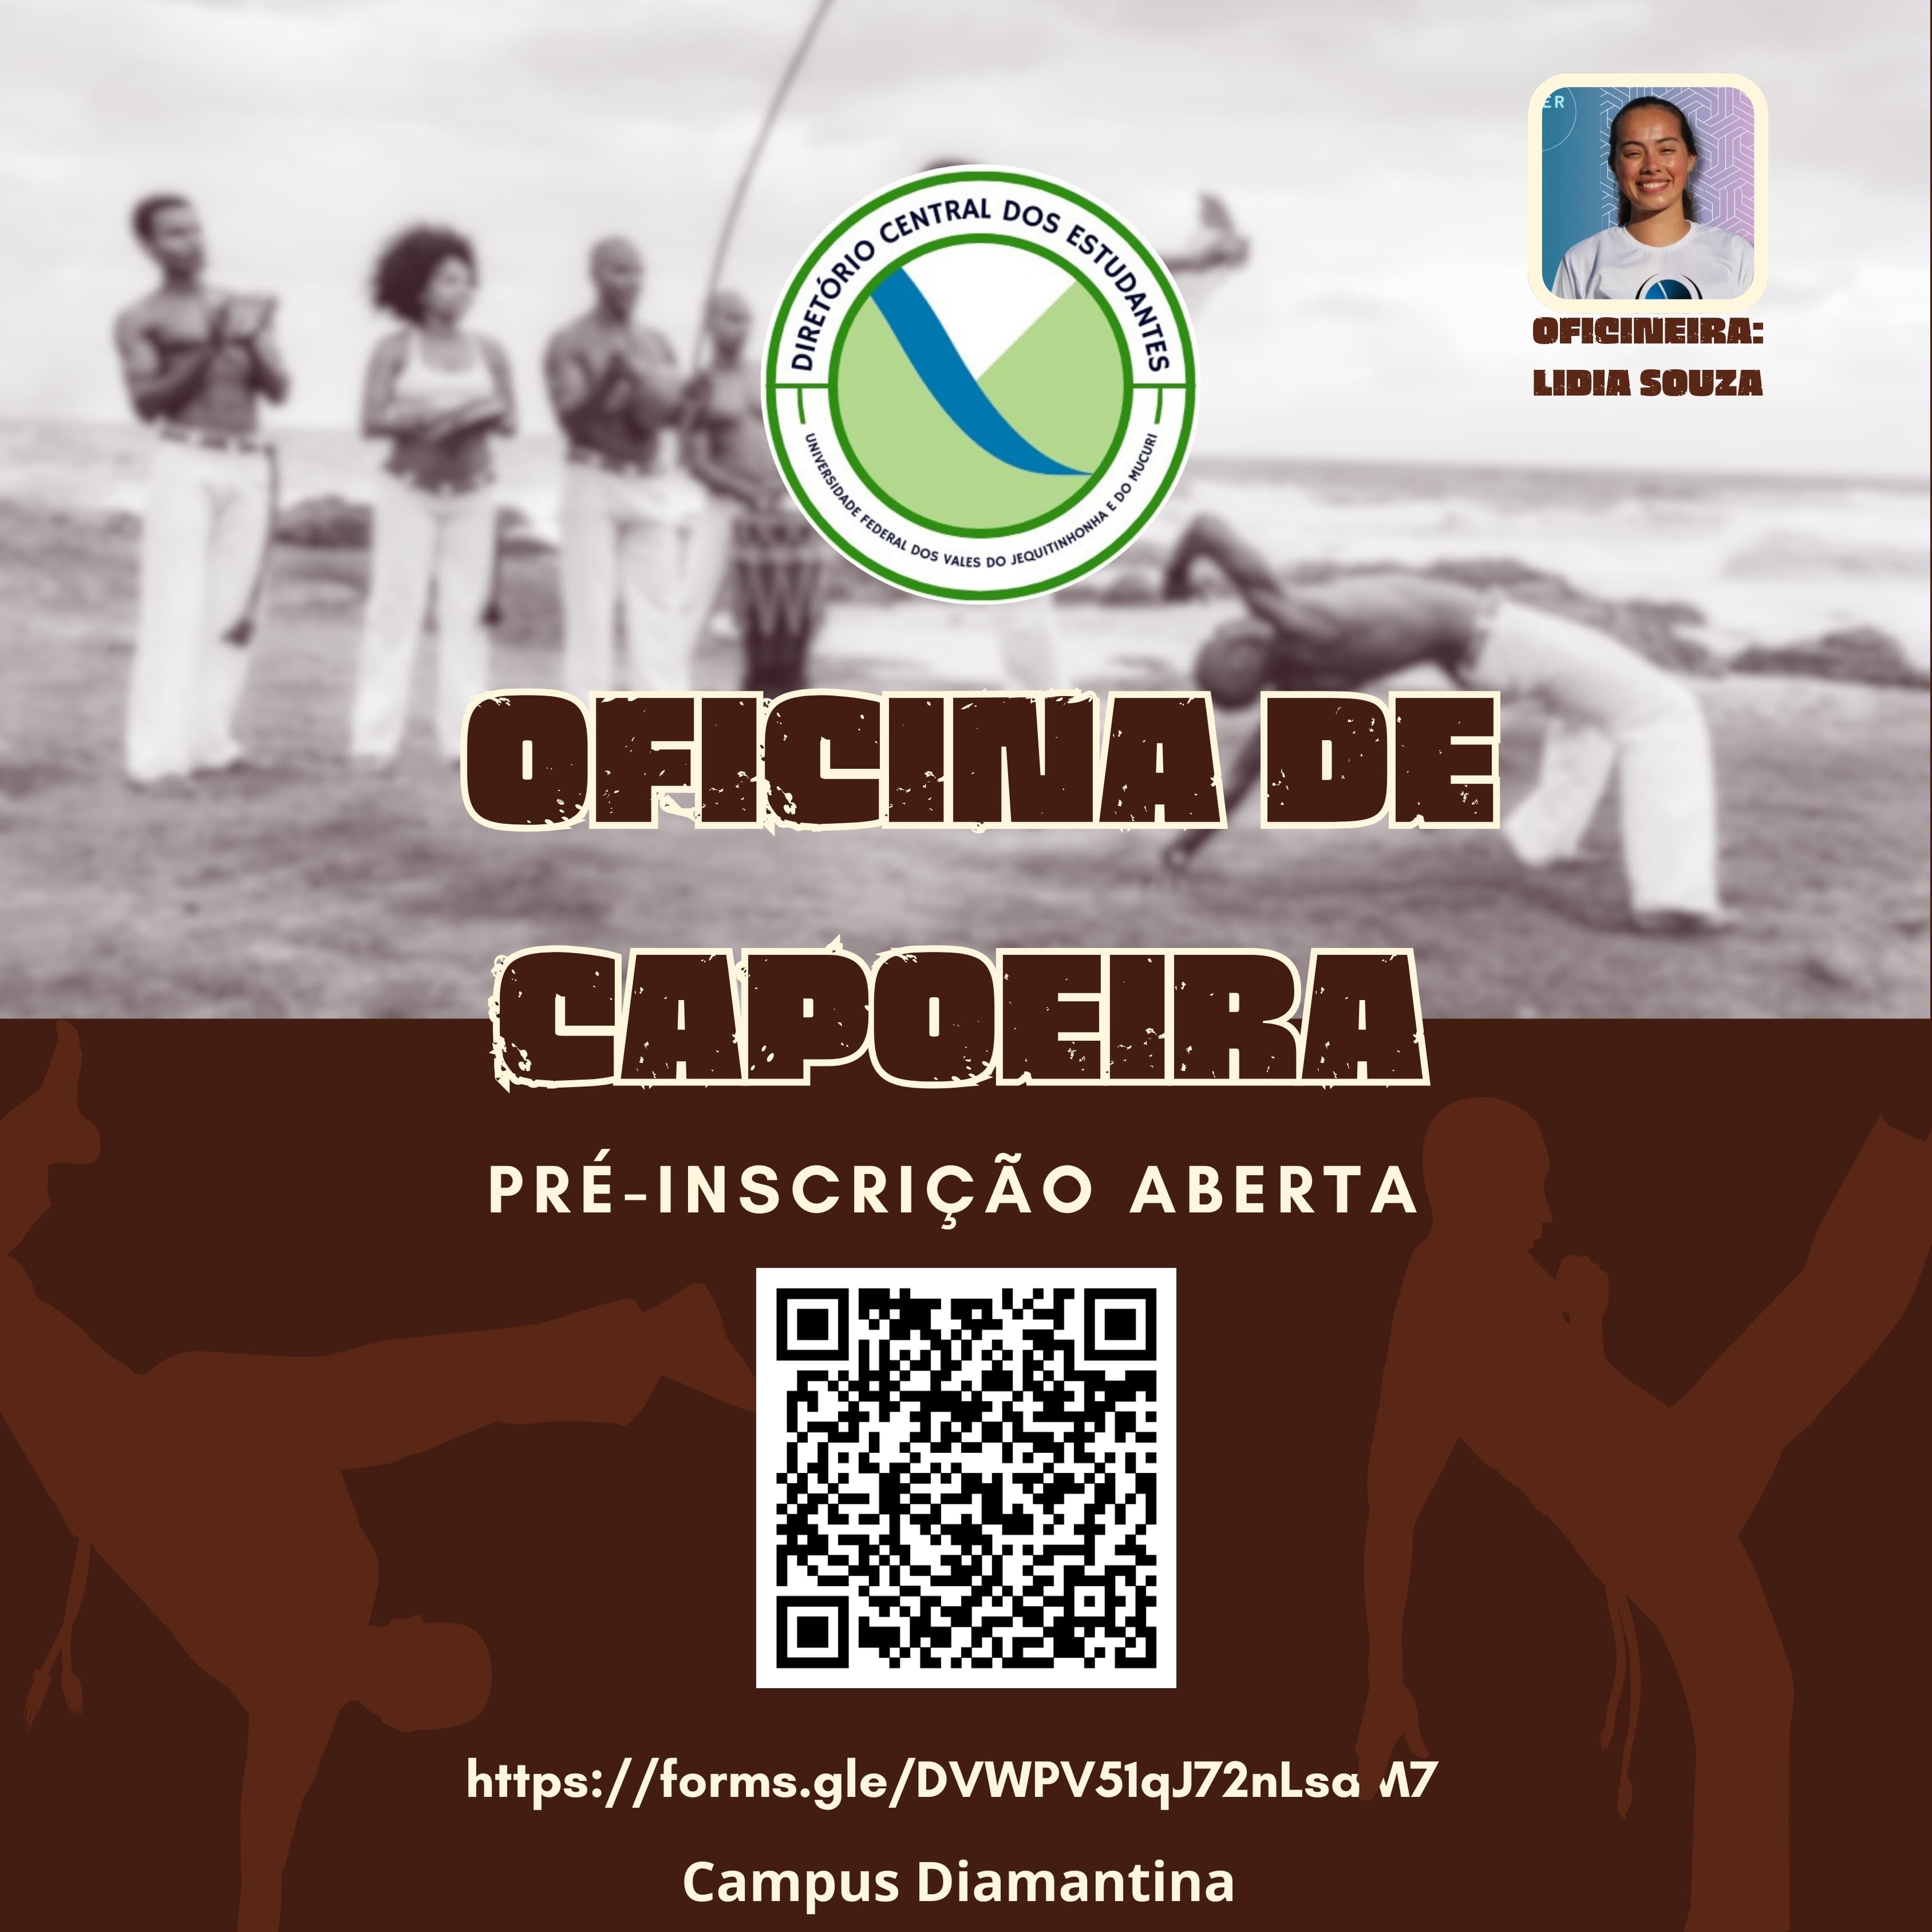 ER
DIRETÓRIO CENTRAL DOS ESTUDANTES
UNIVERSIDADE FEDERAL DOS VALES DO JEQUITINHONHA E DO MUCURI
OFICINEIRA:
LIDIA SOUZA
OFICINA DE
CAPOEIRA
PRÉ-INSCRIÇÃO ABERTA
Campus Diamantina